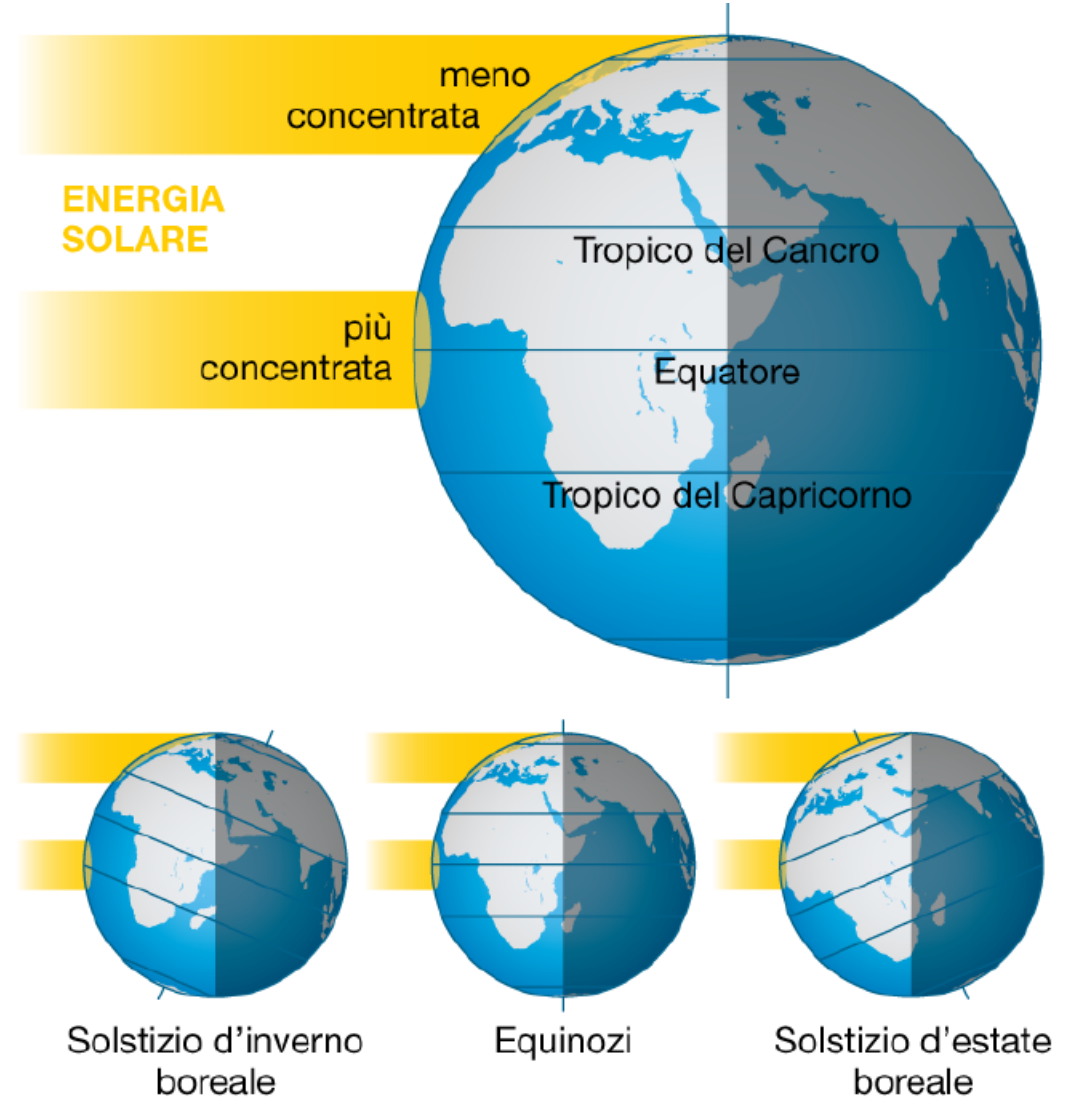 meno
concentrata
ENERGIA
SOLARE
Tropico del Cancro
più
concentrata
Equatore
Tropico del Capricorno
Solstizio d'inverno
boreale
Equinozi
Solstizio d'estate
boreale